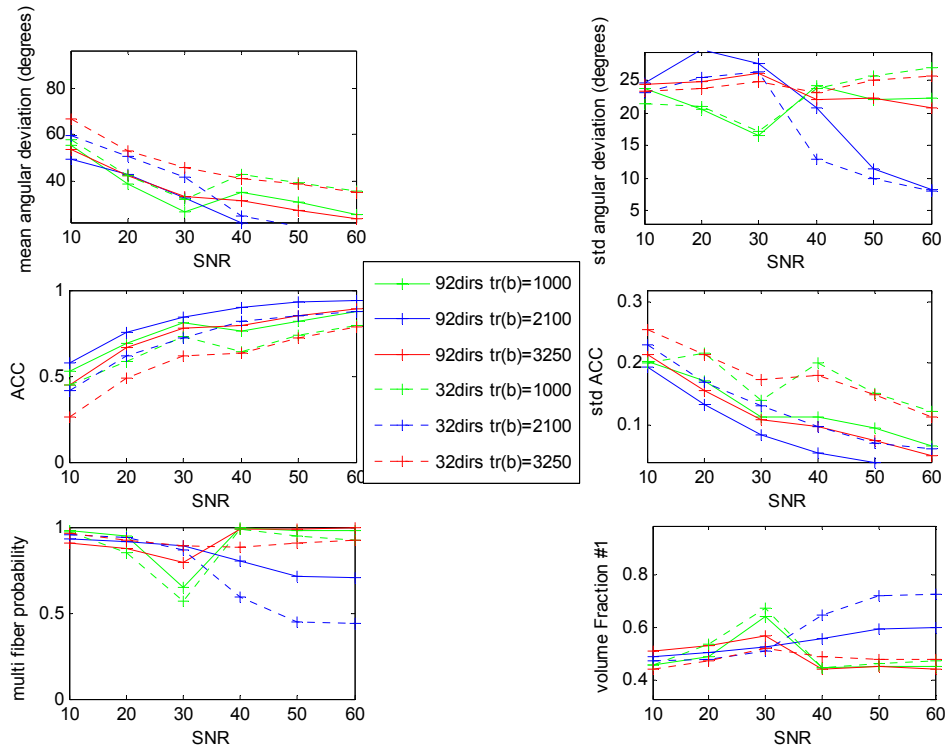 80
60
40
mean angular deviation (degrees)
10 20 30 40 50 60
SNR
25
20
15
10
5
std angular deviation (degrees)
10 20 30 40 50 60
SNR
1
0.5
0
ACC
10 20 30 40 50 60
SNR
92dirs tr(b)=1000
92dirs tr(b)=2100
92dirs tr(b)=3250
32dirs tr(b)=1000
32dirs tr(b)=2100
32dirs tr(b)=3250
0.3
0.2
0.1
std ACC
10 20 30 40 50 60
SNR
1
0.5
0
multi fiber probability
10 20 30 40 50 60
SNR
0.8
0.6
0.4
volume Fraction #1
10 20 30 40 50 60
SNR